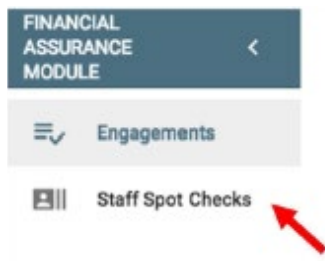 FINANCIAL
ASSURANCE
MODULE
Engagements
Staff Spot Checks